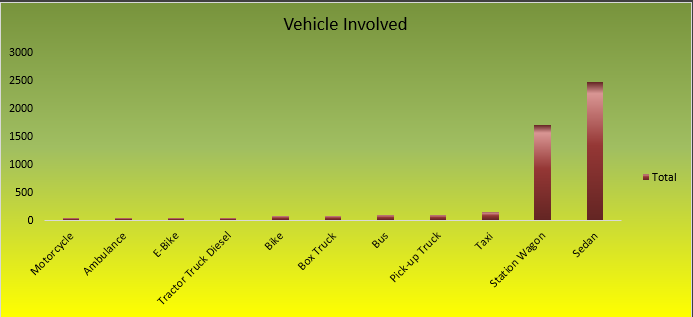 Vehicle Involved
3000
2500
2000
1500
1000
500
0
Total
Motorcycle
Ambulance
E-Bike
Tractor Truck Diesel
Bike
Box Truck
Bus
Pick-up Truck
Taxi
Station Wagon
Sedan